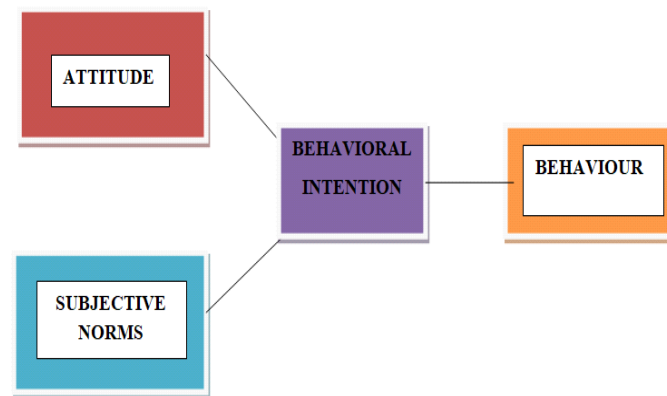 ATTITUDE
BEHAVIORAL
INTENTION
BEHAVIOUR
SUBJECTIVE
NORMS